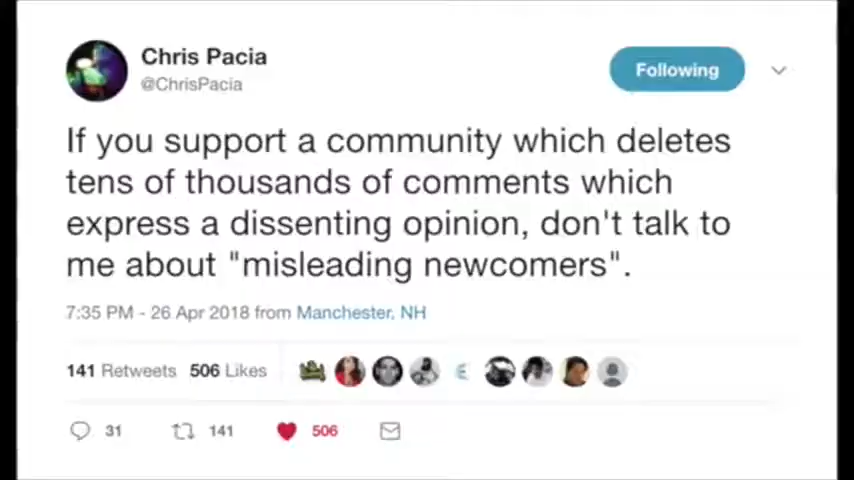 Chris Pacia
@ChrisPacia
Following
If you support a community which deletes
tens of thousands of comments which
express a dissenting opinion, don't talk to
me about "misleading newcomers".
7:35 PM - 26 Apr 2018 from Manchester, NH
141 Retweets 506 Likes
31 141 506